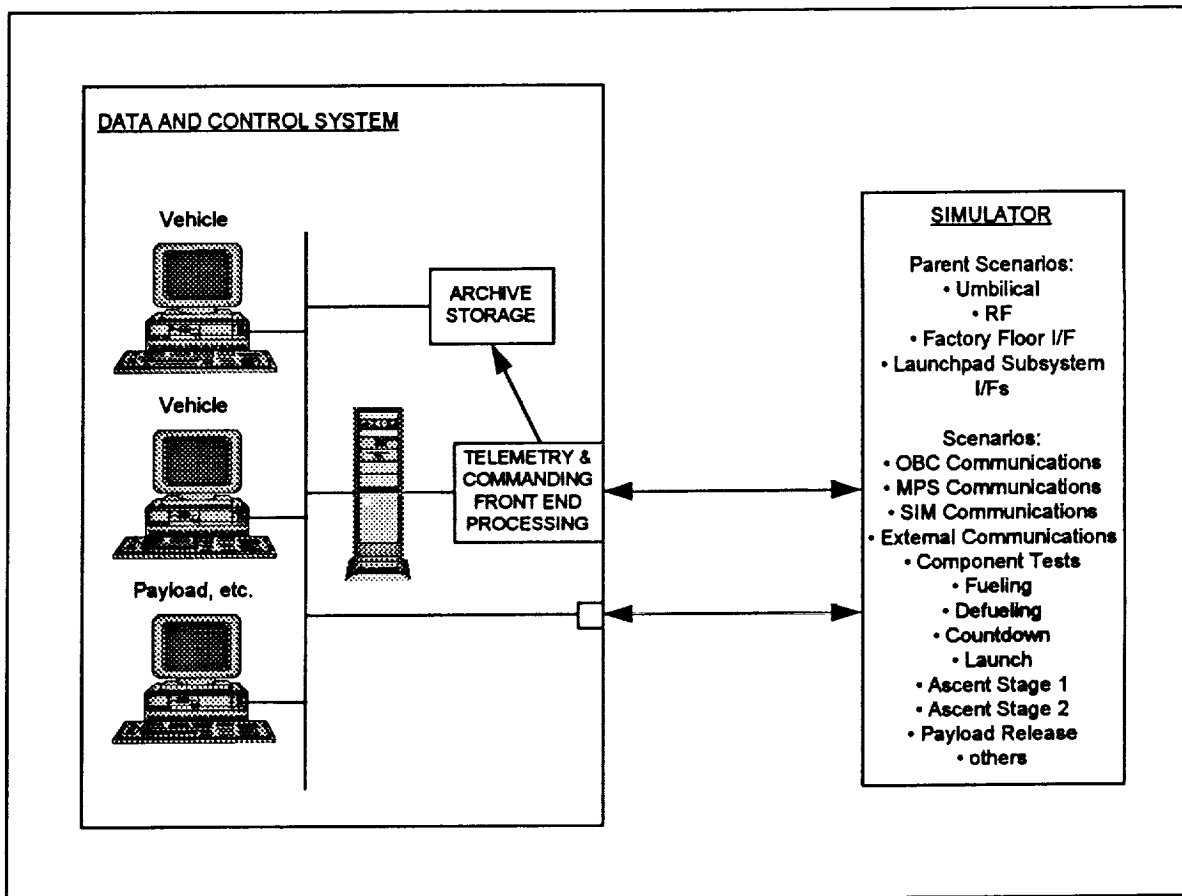 DATA AND CONTROL SYSTEM
Vehicle
Vehicle
Payload, etc.
ARCHIVE
STORAGE
TELEMETRY &
COMMANDING
FRONT END
PROCESSING
SIMULATOR
Parent Scenarios:
• Umbilical
• RF
• Factory Floor I/F
• Launchpad Subsystem
I/Fs
Scenarios:
• OBC Communications
• MPS Communications
• SIM Communications
• External Communications
• Component Tests
• Fueling
• Defueling
• Countdown
• Launch
• Ascent Stage 1
• Ascent Stage 2
• Payload Release
• others